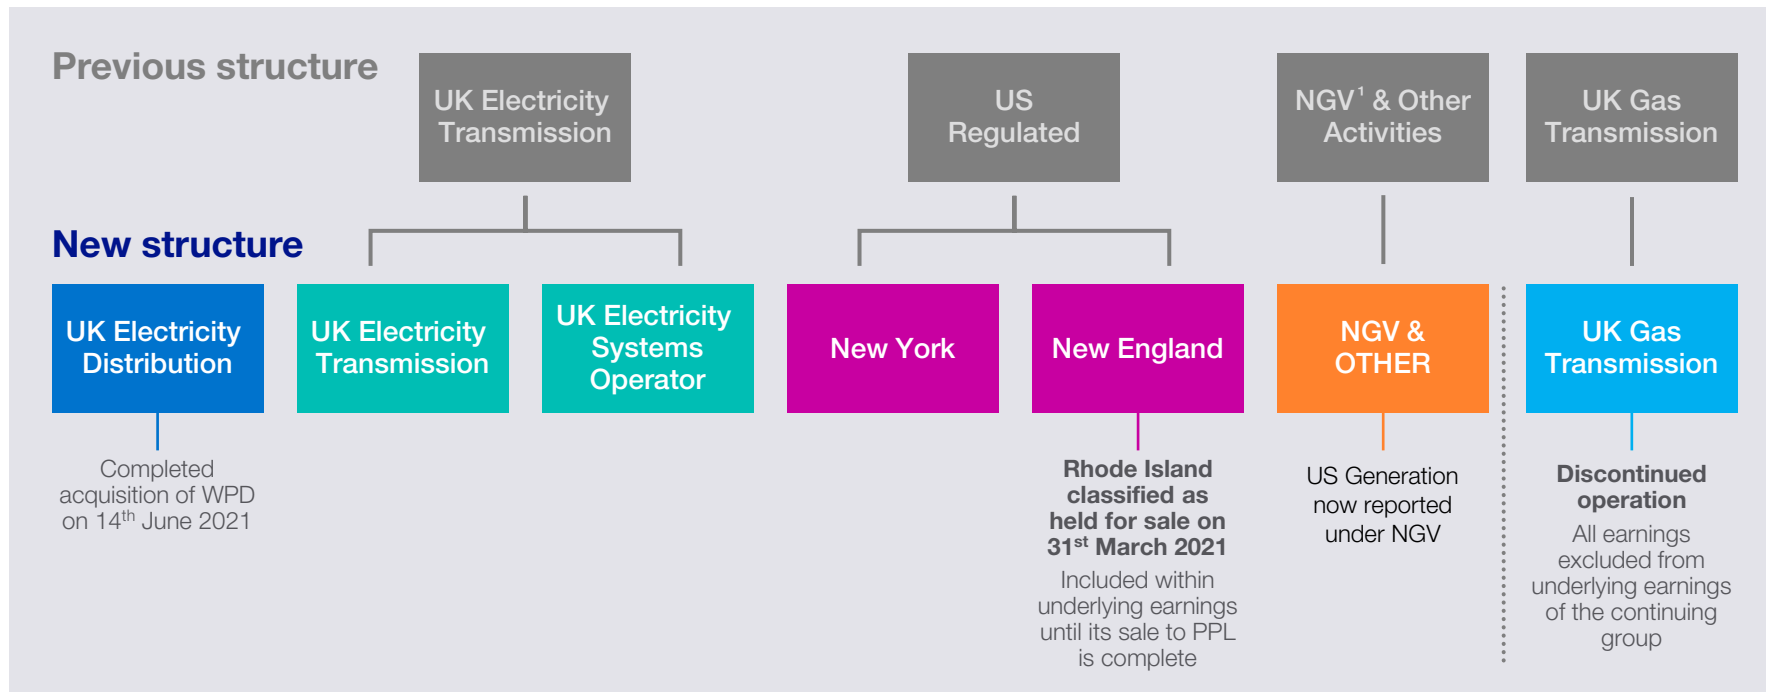 Previous structure
UK Electricity
Transmission
US
Regulated
NGV¹ & Other
Activities
UK Gas
Transmission
New structure
UK Electricity
Distribution
UK Electricity
Transmission
UK Electricity
Systems
Operator
New York
New England
NGV &
OTHER
UK Gas
Transmission
Completed
acquisition of WPD
on 14th June 2021
Rhode Island
classified as
held for sale on
31st March 2021
Included within
underlying earnings
until its sale to PPL
is complete
US Generation
now reported
under NGV
Discontinued
operation
All earnings
excluded from
underlying earnings
of the continuing
group